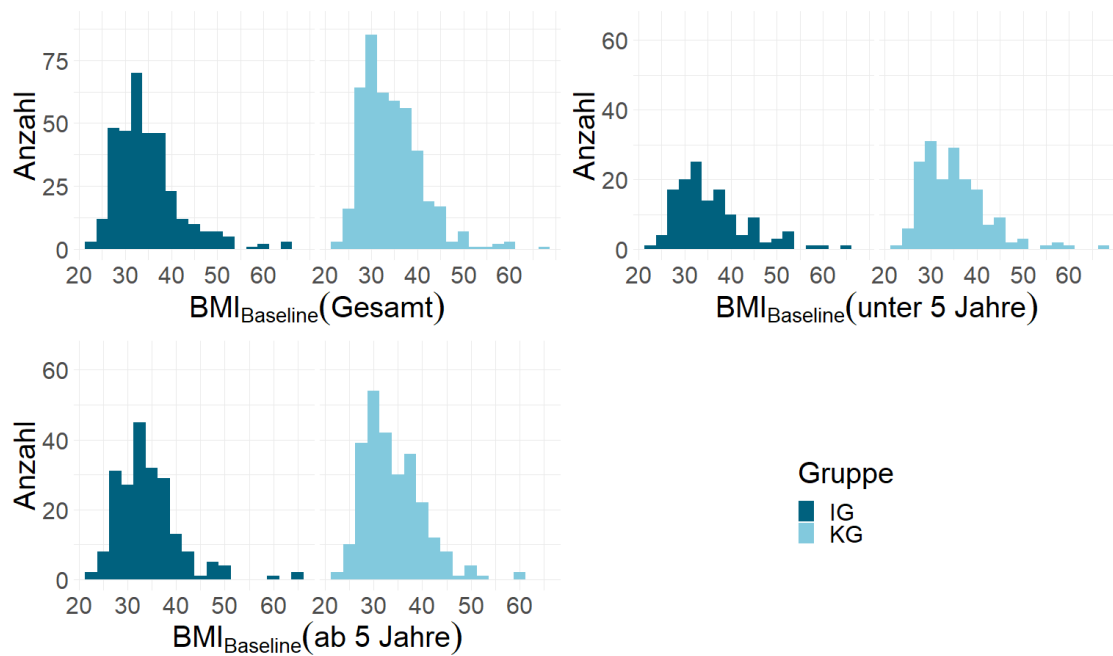 Anzahl
75
50
25
0
20 30 40 50 60 20 30 40 50 60
BMIBaseline(Gesamt)
Anzahl
60
40
20
0
20 30 40 50 60 20 30 40 50 60
BMIBaseline(unter 5 Jahre)
Anzahl
60
40
20
0
20 30 40 50 60 20 30 40 50 60
BMIBaseline(ab 5 Jahre)
Gruppe
IG
KG